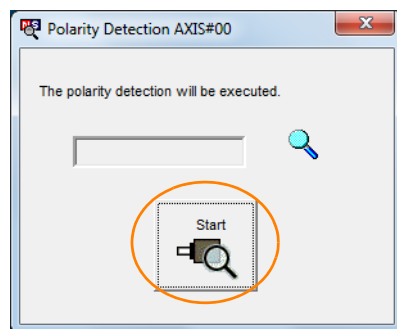 Polarity Detection AXIS#00
The polarity detection will be executed.
Start